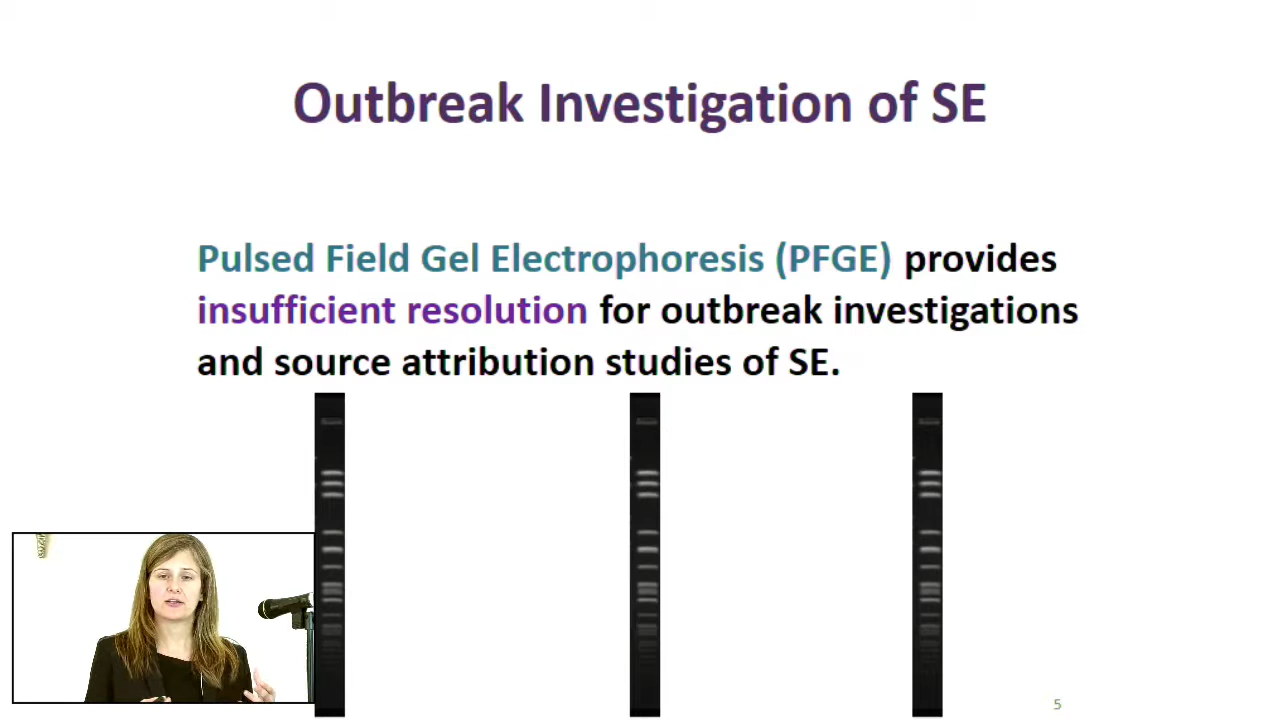 Outbreak Investigation of SE
Pulsed Field Gel Electrophoresis (PFGE) provides
insufficient resolution for outbreak investigations
and source attribution studies of SE.
5